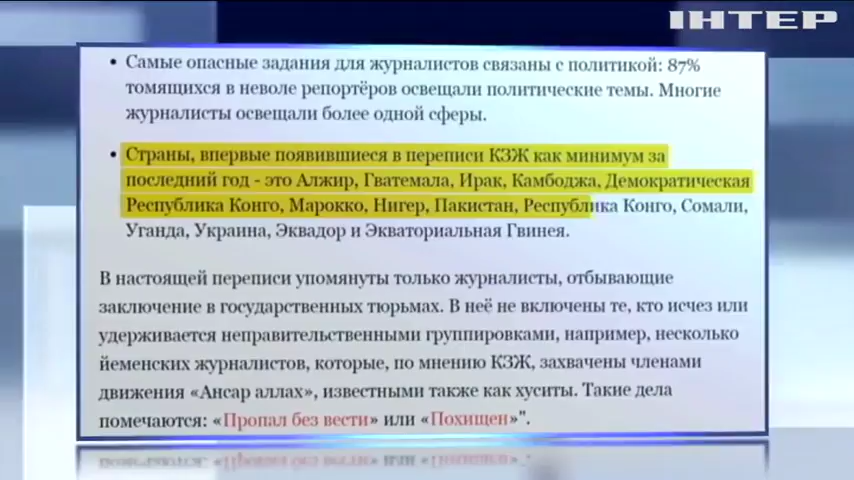 ІНТЕР
• Самые опасные задания для журналистов связаны с политикой: 87%
томящихся в неволе репортёров освещали политические темы. Многие
журналисты освещали более одной сферы.
• Страны, впервые появившиеся в переписи КЗЖ как минимум за
последний год - это Алжир, Гватемала, Ирак, Камбоджа, Демократическая
Республика Конго, Марокко, Нигер, Пакистан, Республика Конго, Сомали,
Уганда, Украина, Эквадор и Экваториальная Гвинея.
В настоящей переписи упомянуты только журналисты, отбывающие
заключение в государственных тюрьмах. В неё не включены те, кто исчез или
удерживается неправительственными группировками, например, несколько
йеменских журналистов, которые, по мнению КЗЖ, захвачены членами
движения «Ансар аллах», известными также как хуситы. Такие дела
помечаются: «Пропал без вести» или «Похищен»".